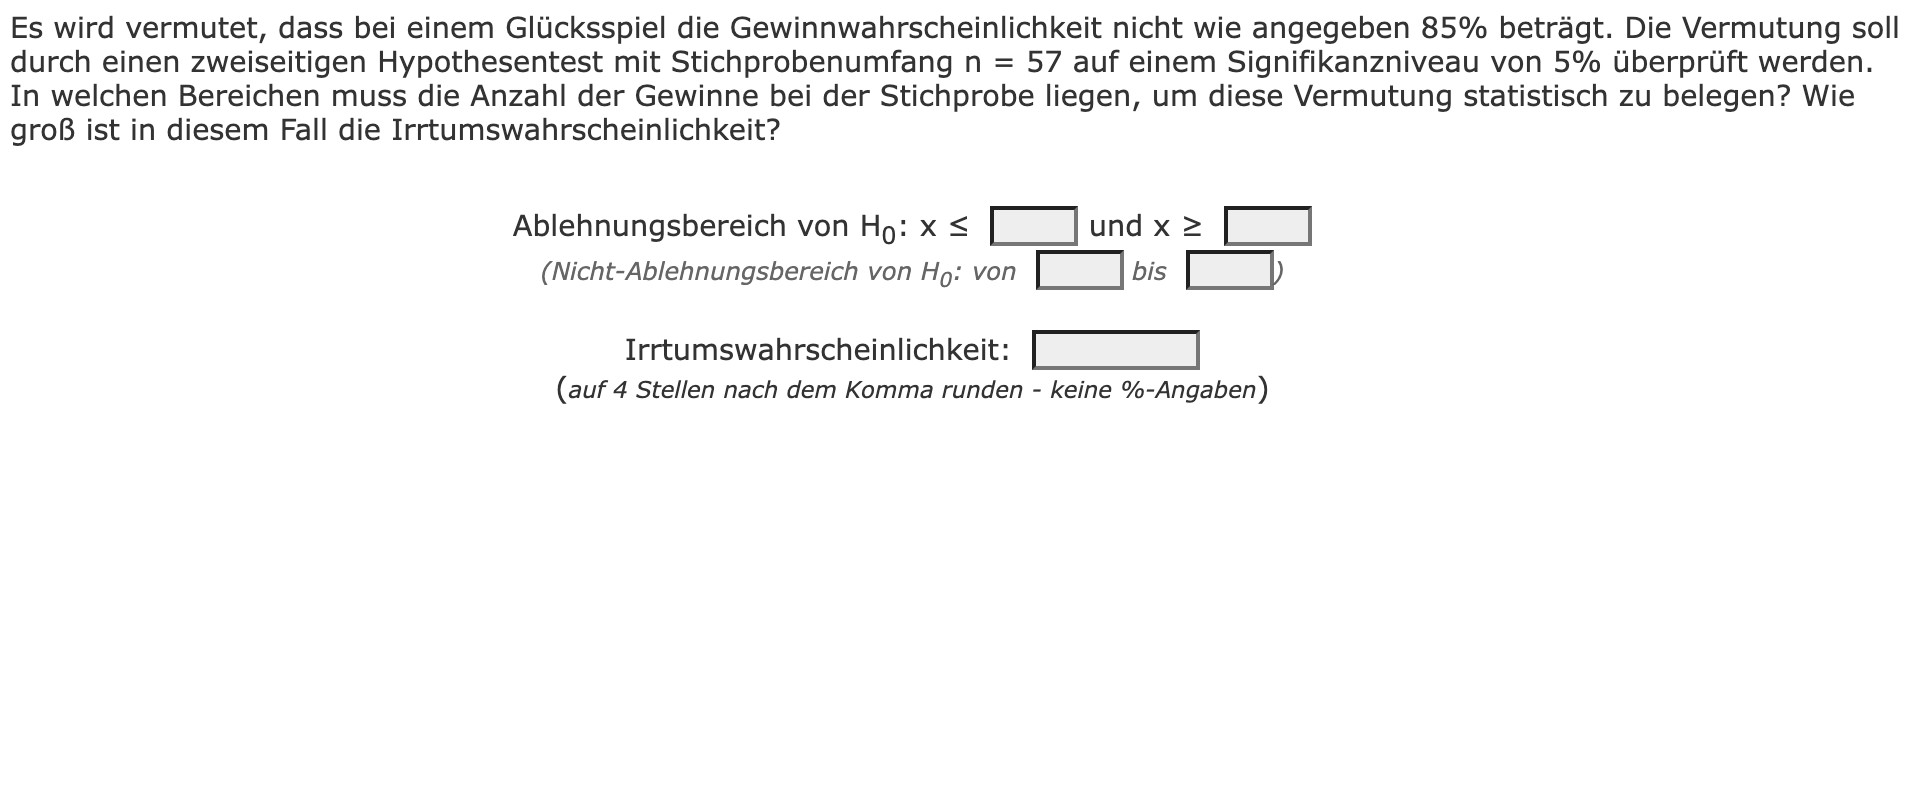 Es wird vermutet, dass bei einem Glücksspiel die Gewinnwahrscheinlichkeit nicht wie angegeben 85% beträgt. Die Vermutung soll
durch einen zweiseitigen Hypothesentest mit Stichprobenumfang n = 57 auf einem Signifikanzniveau von 5% überprüft werden.
In welchen Bereichen muss die Anzahl der Gewinne bei der Stichprobe liegen, um diese Vermutung statistisch zu belegen? Wie
groß ist in diesem Fall die Irrtumswahrscheinlichkeit?
Ablehnungsbereich von H₀: x ≤ und x ≥
(Nicht-Ablehnungsbereich von H₀: von bis )
Irrtumswahrscheinlichkeit:
(auf 4 Stellen nach dem Komma runden - keine %-Angaben)